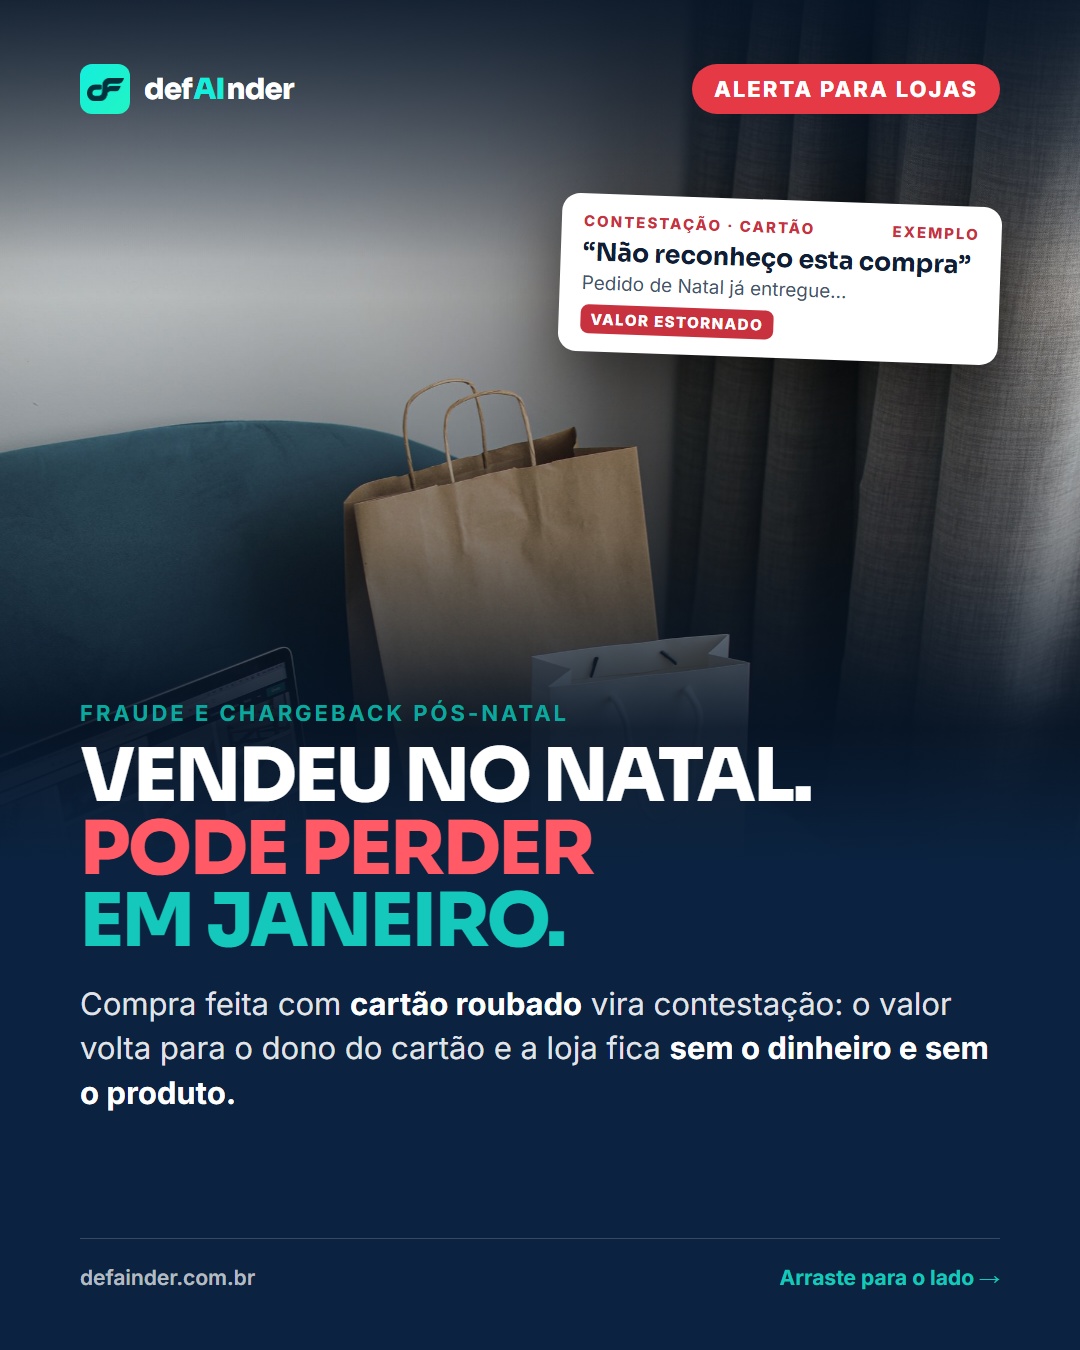 defAInder
ALERTA PARA LOJAS
CONTESTAÇÃO · CARTÃO
EXEMPLO
“Não reconheço esta compra”
Pedido de Natal já entregue...
VALOR ESTORNADO
FRAUDE E CHARGEBACK PÓS-NATAL
VENDEU NO NATAL.
PODE PERDER
EM JANEIRO.
Compra feita com cartão roubado vira contestação: o valor
volta para o dono do cartão e a loja fica sem o dinheiro e sem
o produto.
defainder.com.br
Arraste para o lado →